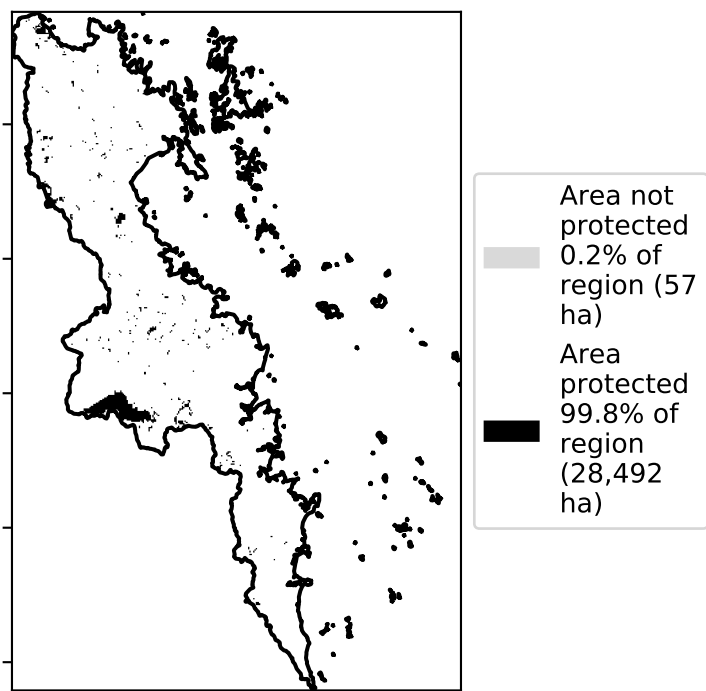 Area not
protected
0.2% of
region (57
ha)
Area
protected
99.8% of
region
(28,492
ha)